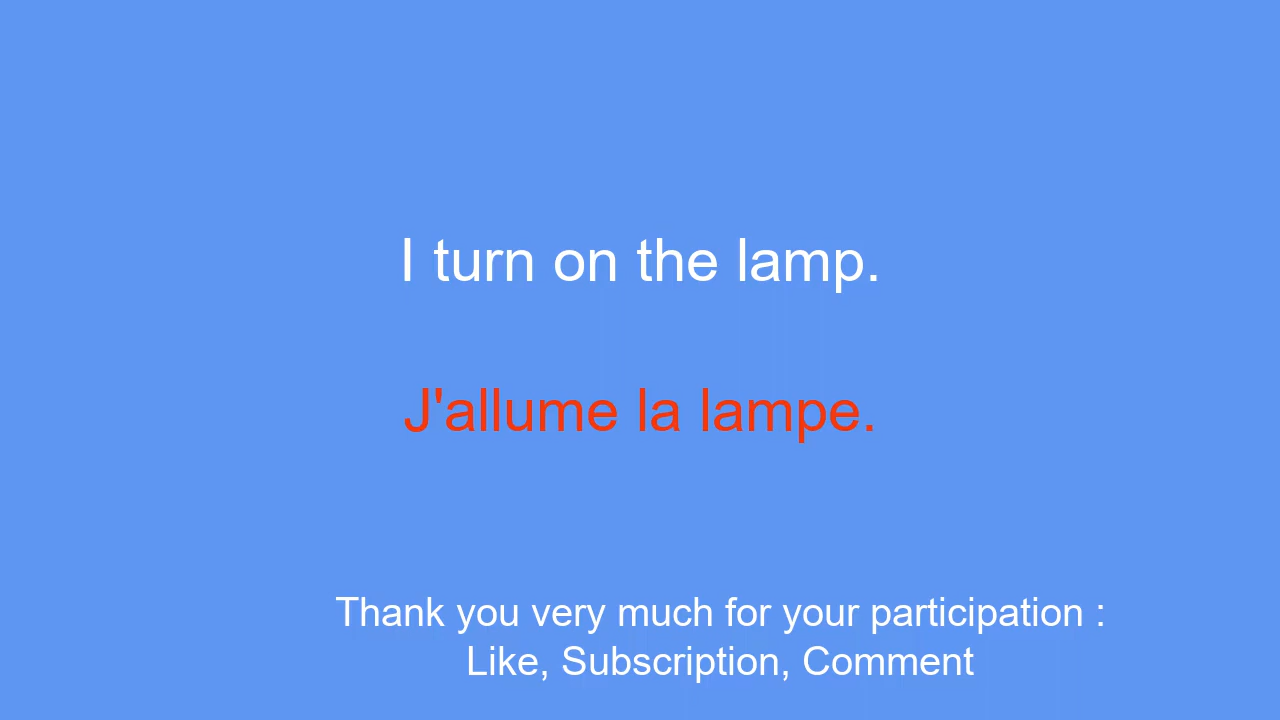 I turn on the lamp.
J'allume la lampe.
Thank you very much for your participation :
Like, Subscription, Comment